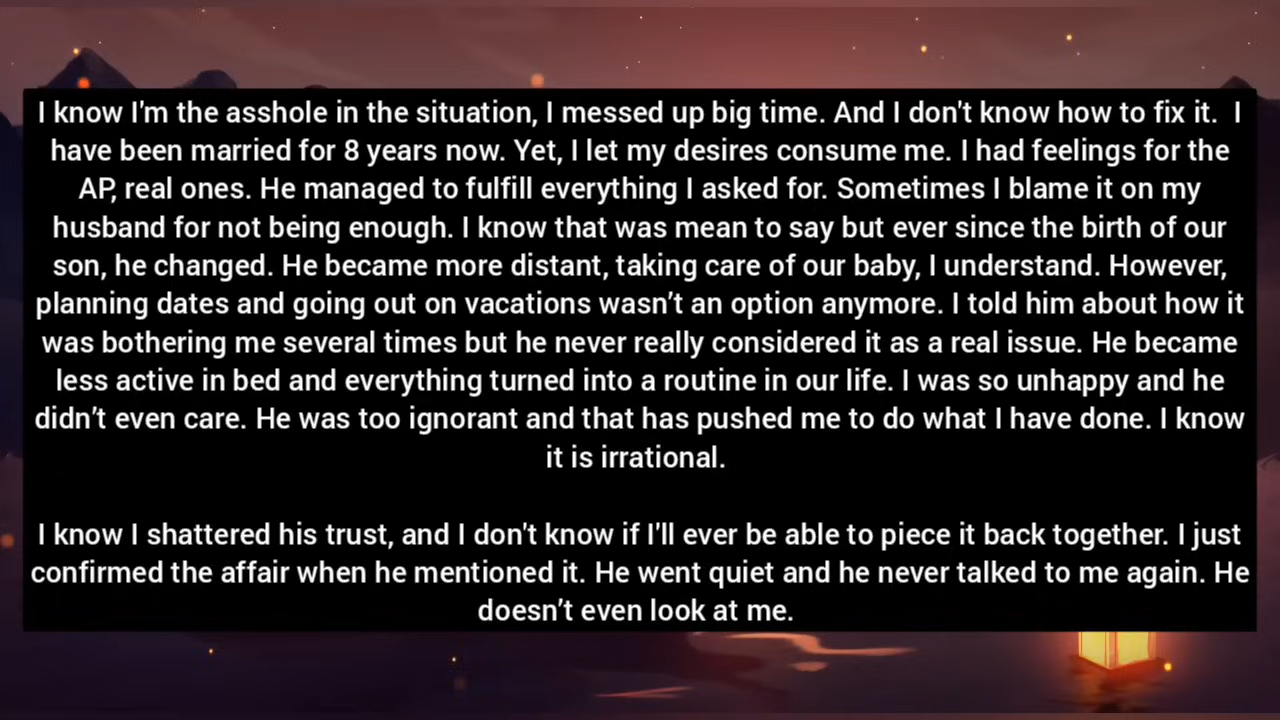 I know I'm the asshole in the situation, I messed up big time. And I don't know how to fix it.  I
have been married for 8 years now. Yet, I let my desires consume me. I had feelings for the
AP, real ones. He managed to fulfill everything I asked for. Sometimes I blame it on my
husband for not being enough. I know that was mean to say but ever since the birth of our
son, he changed. He became more distant, taking care of our baby, I understand. However,
planning dates and going out on vacations wasn’t an option anymore. I told him about how it
was bothering me several times but he never really considered it as a real issue. He became
less active in bed and everything turned into a routine in our life. I was so unhappy and he
didn’t even care. He was too ignorant and that has pushed me to do what I have done. I know
it is irrational.
I know I shattered his trust, and I don't know if I'll ever be able to piece it back together. I just
confirmed the affair when he mentioned it. He went quiet and he never talked to me again. He
doesn’t even look at me.